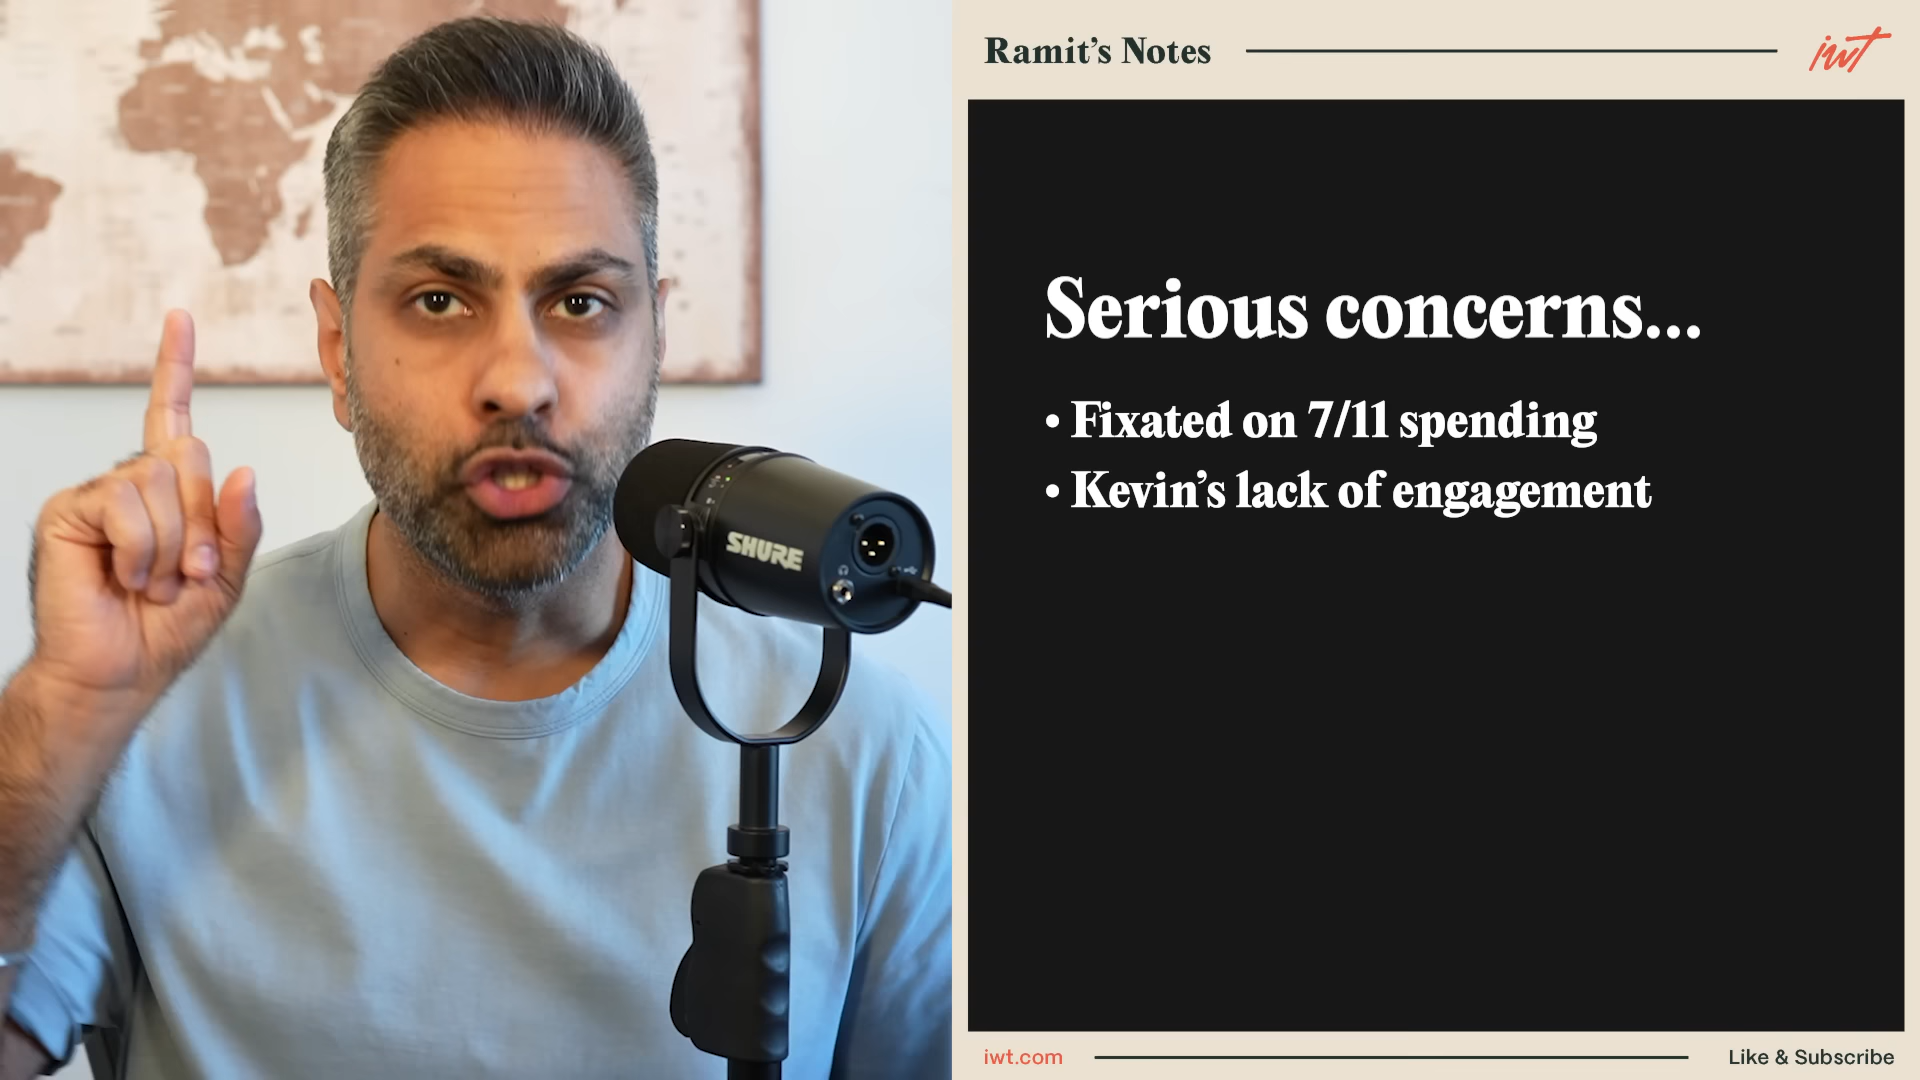 Ramit's Notes
iwt
Serious concerns...
• Fixated on 7/11 spending
• Kevin's lack of engagement
SHURE
iwt.com
Like & Subscribe